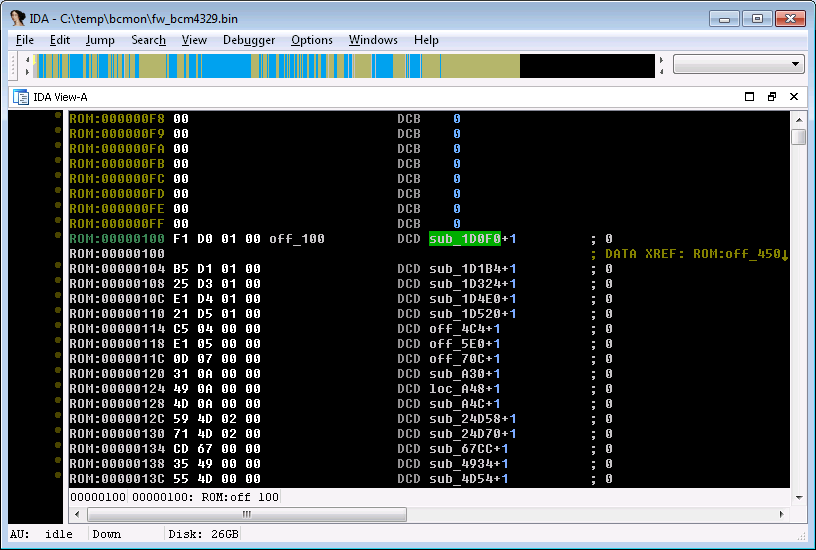 IDA - C:\temp\bcmon\fw_bcm4329.bin
File Edit Jump Search View Debugger Options Windows Help
IDA View-A
ROM:000000F8 00 DCB 0
ROM:000000F9 00 DCB 0
ROM:000000FA 00 DCB 0
ROM:000000FB 00 DCB 0
ROM:000000FC 00 DCB 0
ROM:000000FD 00 DCB 0
ROM:000000FE 00 DCB 0
ROM:000000FF 00 DCB 0
ROM:00000100 F1 D0 01 00 off_100 DCD sub_1D0F0+1 ; 0
ROM:00000100 ; DATA XREF: ROM:off_450↓
ROM:00000104 B5 D1 01 00 DCD sub_1D1B4+1 ; 0
ROM:00000108 25 D3 01 00 DCD sub_1D324+1 ; 0
ROM:0000010C E1 D4 01 00 DCD sub_1D4E0+1 ; 0
ROM:00000110 21 D5 01 00 DCD sub_1D520+1 ; 0
ROM:00000114 C5 04 00 00 DCD off_4C4+1 ; 0
ROM:00000118 E1 05 00 00 DCD off_5E0+1 ; 0
ROM:0000011C 0D 07 00 00 DCD off_70C+1 ; 0
ROM:00000120 31 0A 00 00 DCD sub_A30+1 ; 0
ROM:00000124 49 0A 00 00 DCD loc_A48+1 ; 0
ROM:00000128 4D 0A 00 00 DCD sub_A4C+1 ; 0
ROM:0000012C 59 4D 02 00 DCD sub_24D58+1 ; 0
ROM:00000130 71 4D 02 00 DCD sub_24D70+1 ; 0
ROM:00000134 CD 67 00 00 DCD sub_67CC+1 ; 0
ROM:00000138 35 49 00 00 DCD sub_4934+1 ; 0
ROM:0000013C 55 4D 00 00 DCD sub_4D54+1 ; 0
00000100 00000100: ROM:off 100
AU: idle Down Disk: 26GB